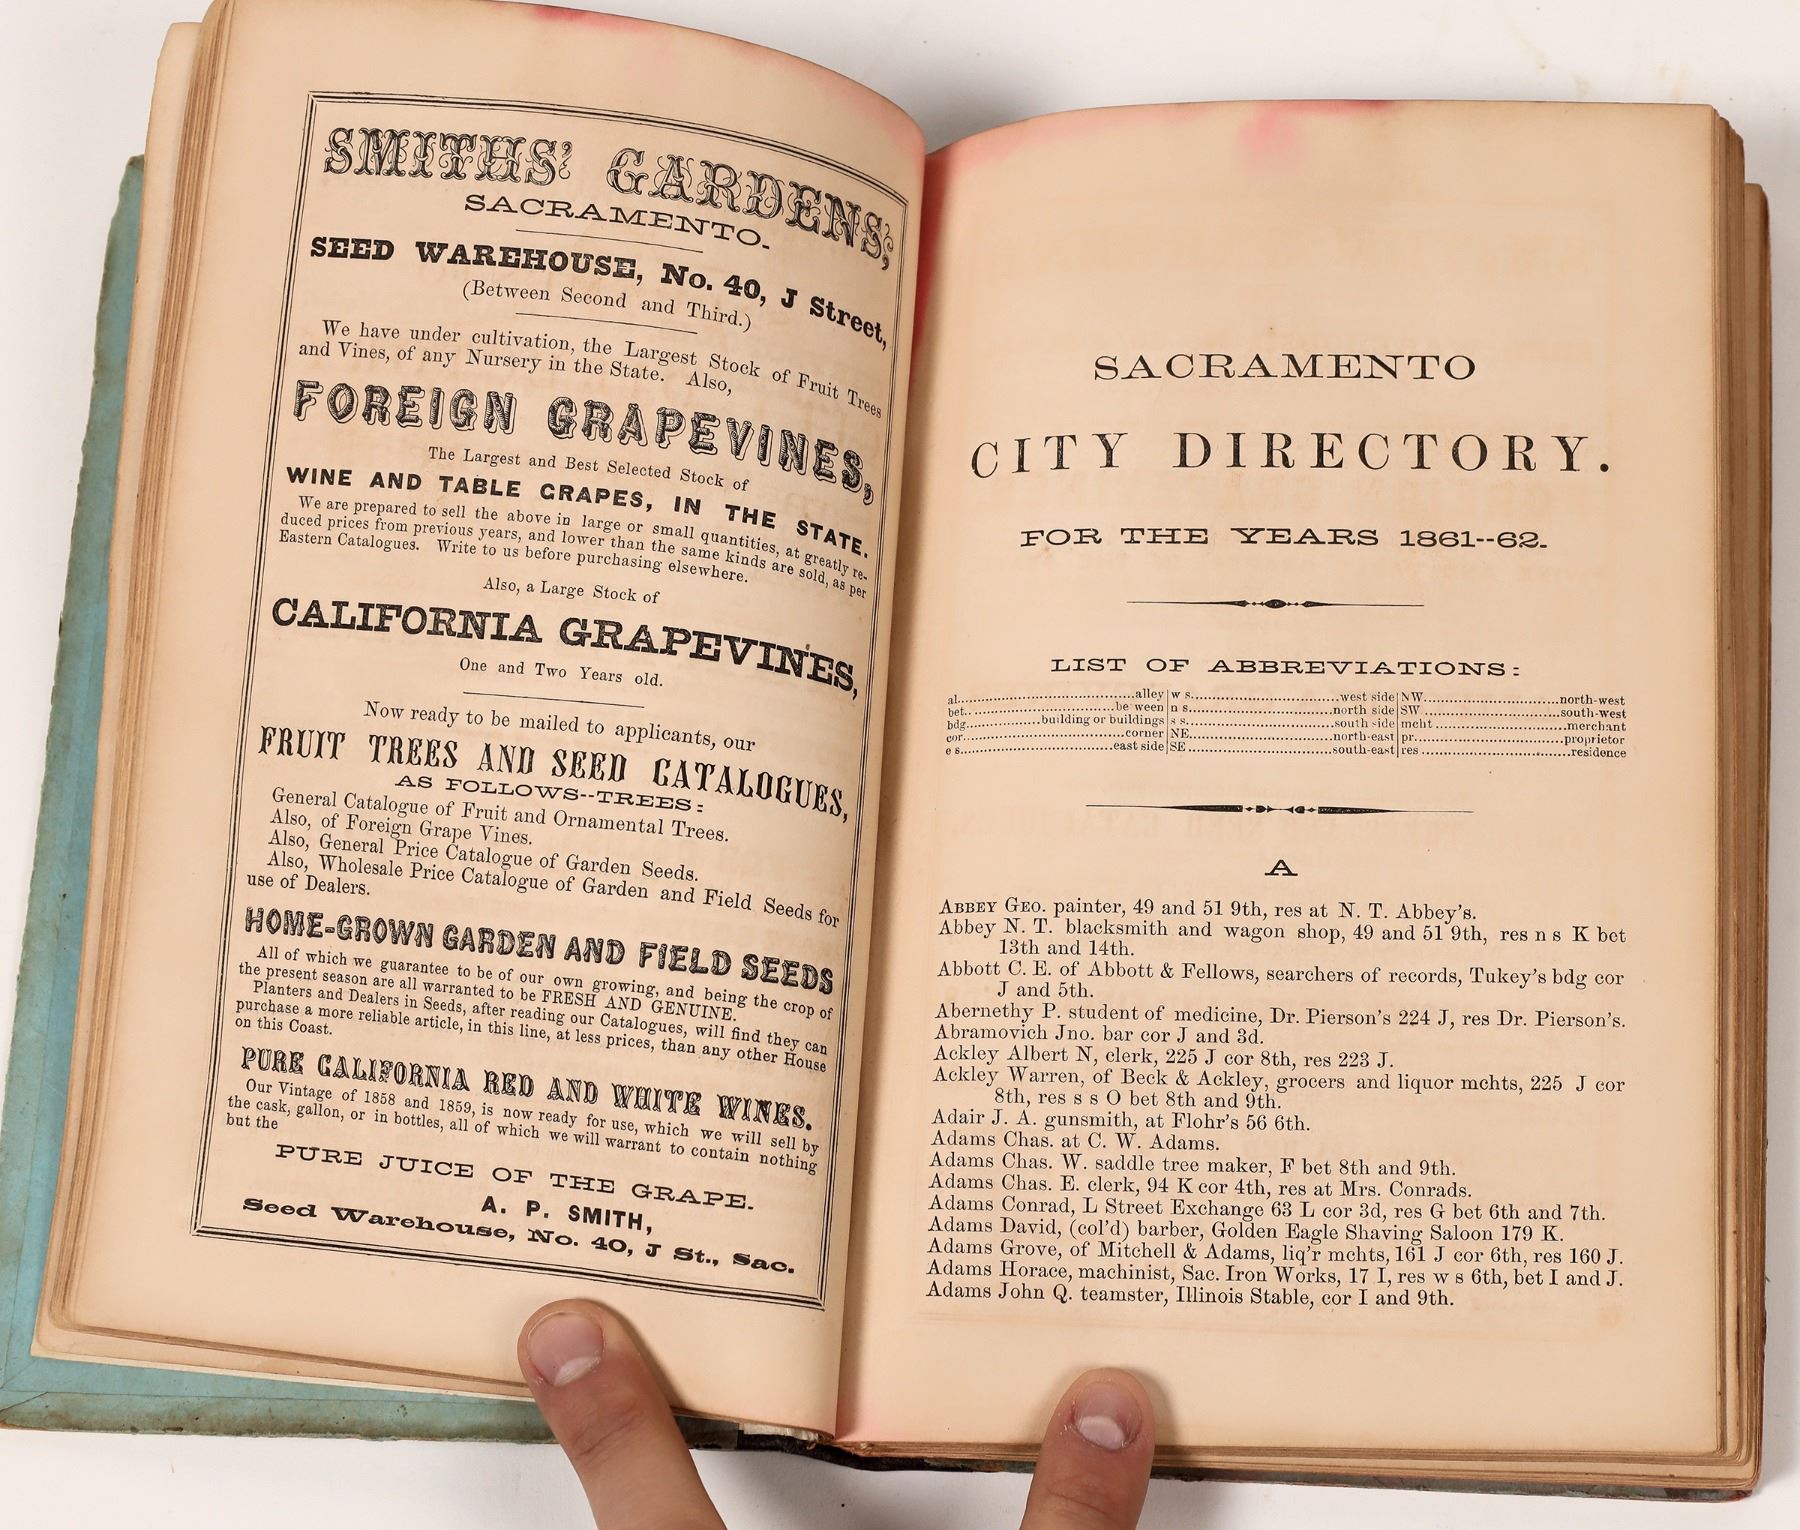 SMITHS' GARDENS,
SACRAMENTO.
SEED WAREHOUSE, No. 40, J Street,
(Between Second and Third.)
We have under cultivation, the Largest Stock of Fruit Trees
and Vines, of any Nursery in the State. Also,
FOREIGN GRAPEVINES,
The Largest and Best Selected Stock of
WINE AND TABLE GRAPES, IN THE STATE.
We are prepared to sell the above in large or small quantities, at greatly re-
duced prices from previous years, and lower than the same kinds are sold, as per
Eastern Catalogues. Write to us before purchasing elsewhere.
Also, a Large Stock of
CALIFORNIA GRAPEVINES,
One and Two Years old.
Now ready to be mailed to applicants, our
FRUIT TREES AND SEED CATALOGUES,
AS FOLLOWS--TREES:
General Catalogue of Fruit and Ornamental Trees.
Also, of Foreign Grape Vines.
Also, General Price Catalogue of Garden Seeds.
Also, Wholesale Price Catalogue of Garden and Field Seeds for
use of Dealers.
HOME-GROWN GARDEN AND FIELD SEEDS
All of which we guarantee to be of our own growing, and being the crop of
the present season are all warranted to be FRESH AND GENUINE.
Planters and Dealers in Seeds, after reading our Catalogues, will find they can
purchase a more reliable article, in this line, at less prices, than any other House
on this Coast.
PURE CALIFORNIA RED AND WHITE WINES.
Our Vintage of 1858 and 1859, is now ready for use, which we will sell by
the cask, gallon, or in bottles, all of which we will warrant to contain nothing
but the
PURE JUICE OF THE GRAPE.
A. P. SMITH,
Seed Warehouse, No. 40, J St., Sac.
SACRAMENTO
CITY DIRECTORY.
FOR THE YEARS 1861--62.
LIST OF ABBREVIATIONS:
al. alley | w s. west side | NW. north-west
bet. be ween | n s north side | SW south-west
bdg. building or buildings | s s. south side | mcht merchant
cor. corner | NE. north-east | pr. proprietor
e s. east side | SE south-east | res residence
A
ABBEY GEO. painter, 49 and 51 9th, res at N. T. Abbey's.
Abbey N. T. blacksmith and wagon shop, 49 and 51 9th, res n s K bet
13th and 14th.
Abbott C. E. of Abbott & Fellows, searchers of records, Tukey's bdg cor
J and 5th.
Abernethy P. student of medicine, Dr. Pierson's 224 J, res Dr. Pierson's.
Abramovich Jno. bar cor J and 3d.
Ackley Albert N, clerk, 225 J cor 8th, res 223 J.
Ackley Warren, of Beck & Ackley, grocers and liquor mchts, 225 J cor
8th, res s s O bet 8th and 9th.
Adair J. A. gunsmith, at Flohr's 56 6th.
Adams Chas. at C. W. Adams.
Adams Chas. W. saddle tree maker, F bet 8th and 9th.
Adams Chas. E. clerk, 94 K cor 4th, res at Mrs. Conrads.
Adams Conrad, L Street Exchange 63 L cor 3d, res G bet 6th and 7th.
Adams David, (col'd) barber, Golden Eagle Shaving Saloon 179 K.
Adams Grove, of Mitchell & Adams, liq'r mchts, 161 J cor 6th, res 160 J.
Adams Horace, machinist, Sac. Iron Works, 17 I, res w s 6th, bet I and J.
Adams John Q. teamster, Illinois Stable, cor I and 9th.